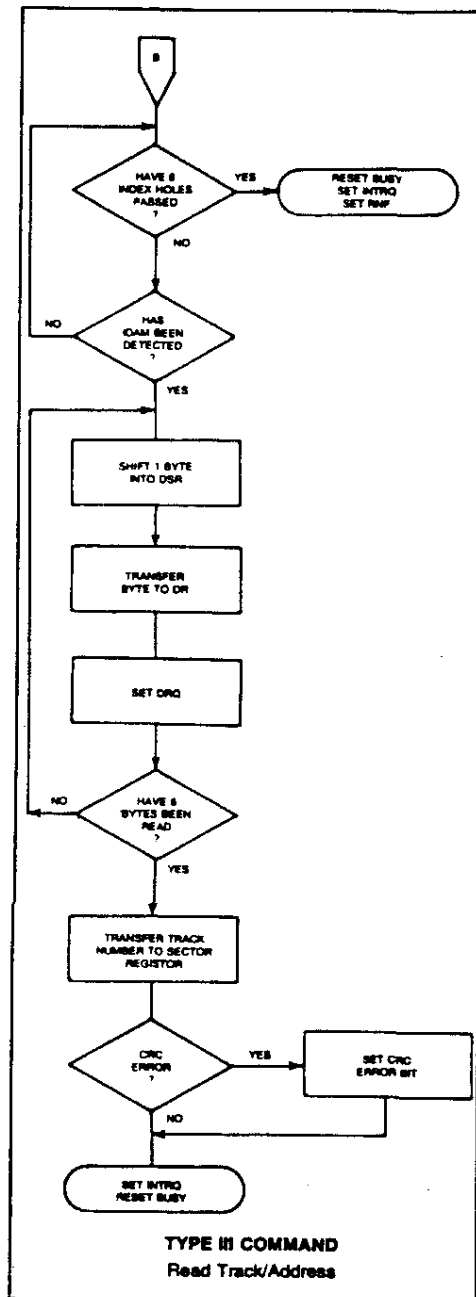 B
HAVE 6
INDEX HOLES
PASSED
?
YES
RESET BUSY
SET INTRQ
SET RNF
NO
NO
HAS
IDAM BEEN
DETECTED
?
YES
SHIFT 1 BYTE
INTO DSR
TRANSFER
BYTE TO DR
SET DRQ
NO
HAVE 6
BYTES BEEN
READ
?
YES
TRANSFER TRACK
NUMBER TO SECTOR
REGISTOR
CRC
ERROR
?
YES
SET CRC
ERROR BIT
NO
SET INTRQ
RESET BUSY
TYPE III COMMAND
Read Track/Address